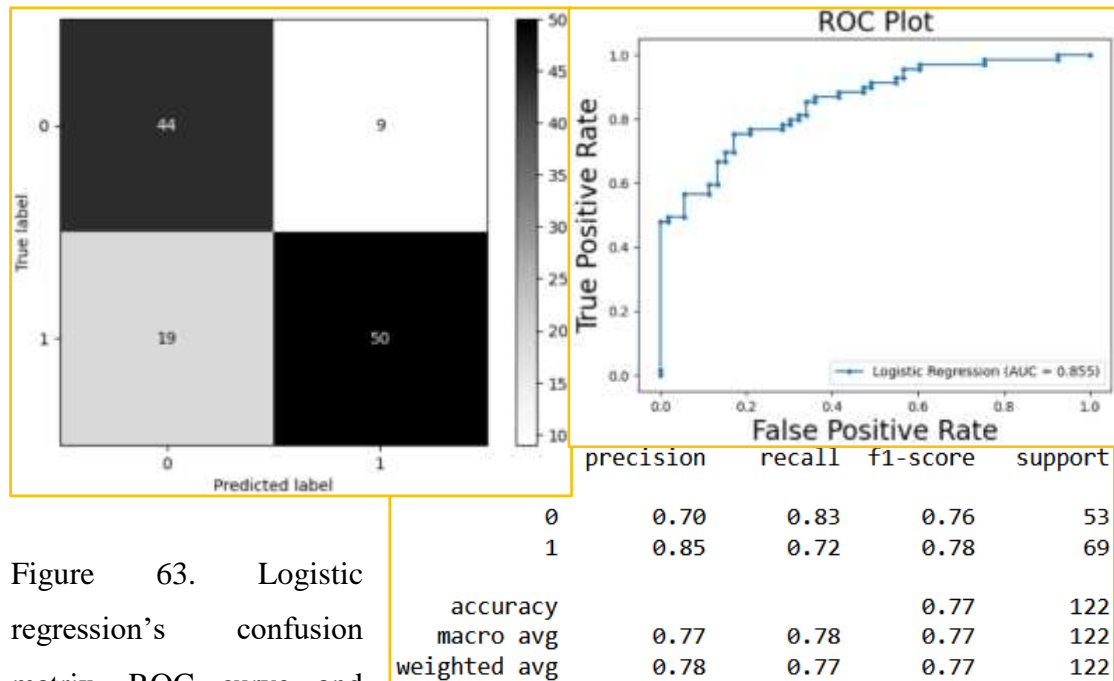 50
45
40
35
30
25
20
15
10
44
9
19
50
0
1
True label
0
1
Predicted label
ROC Plot
1.0
0.8
0.6
0.4
0.2
0.0
True Positive Rate
Logistic Regression (AUC = 0.855)
0.0 0.2 0.4 0.6 0.8 1.0
False Positive Rate
precision recall f1-score support
0 0.70 0.83 0.76 53
1 0.85 0.72 0.78 69
accuracy 0.77 122
macro avg 0.77 0.78 0.77 122
weighted avg 0.78 0.77 0.77 122
Figure 63. Logistic
regression’s confusion
matrix, ROC curve and